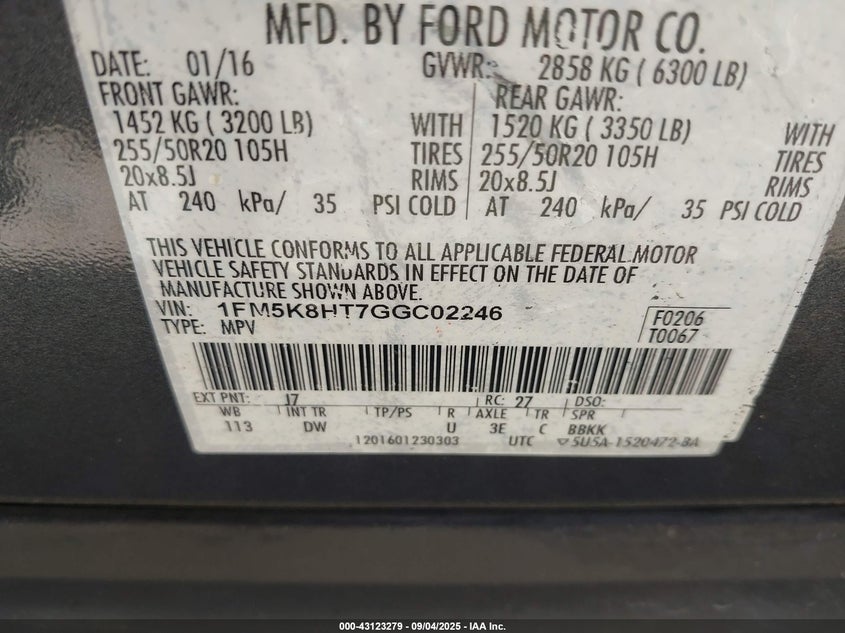 MFD. BY FORD MOTOR CO.
DATE: 01/16 GVWR: 2858 KG ( 6300 LB)
FRONT GAWR: REAR GAWR:
1452 KG ( 3200 LB) WITH 1520 KG ( 3350 LB) WITH
255/50R20 105H TIRES 255/50R20 105H TIRES
20x8.5J RIMS 20x8.5J RIMS
AT 240 kPa/ 35 PSI COLD AT 240 kPa/ 35 PSI COLD
THIS VEHICLE CONFORMS TO ALL APPLICABLE FEDERAL MOTOR
VEHICLE SAFETY STANDARDS IN EFFECT ON THE DATE OF
MANUFACTURE SHOWN ABOVE.
VIN: 1FM5K8HT7GGC02246 F0206
TYPE: MPV T0067
EXT PNT: J7 RC: 27 DSO:
WB INT TR TP/PS R AXLE TR SPR
113 DW U 3E C BBKK
1201601230303 UTC 5U5A-1520472-BA
000-43123279 - 09/04/2025 - IAA Inc.